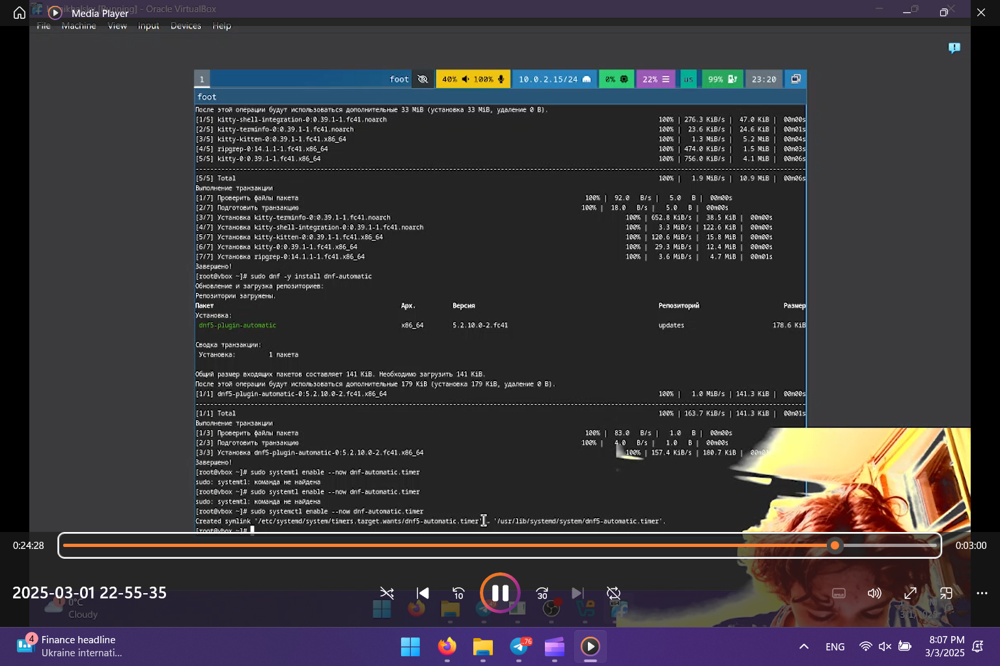 Media Player
[Running] - Oracle VirtualBox
File Machine View Input Devices Help
1 foot 40% 100% 10.0.2.15/24 0% 22% us 99% 23:20
foot
После этой операции будут использоваться дополнительные 33 MiB (установка 33 MiB, удаление 0 B).
[1/5] kitty-shell-integration-0:0.39.1-1.fc41.noarch 100% | 276.3 KiB/s | 47.0 KiB | 00m00s
[2/5] kitty-terminfo-0:0.39.1-1.fc41.noarch 100% | 23.6 KiB/s | 24.6 KiB | 00m01s
[3/5] kitty-kitten-0:0.39.1-1.fc41.x86_64 100% | 1.3 MiB/s | 5.2 MiB | 00m04s
[4/5] ripgrep-0:14.1.1-1.fc41.x86_64 100% | 474.0 KiB/s | 1.5 MiB | 00m03s
[5/5] kitty-0:0.39.1-1.fc41.x86_64 100% | 756.0 KiB/s | 4.1 MiB | 00m06s
--------------------------------------------------------------------------------
[5/5] Total 100% | 1.9 MiB/s | 10.9 MiB | 00m06s
Выполнение транзакции
[1/7] Проверить файлы пакета 100% | 92.0 B/s | 5.0 B | 00m00s
[2/7] Подготовить транзакцию 100% | 18.0 B/s | 5.0 B | 00m00s
[3/7] Установка kitty-terminfo-0:0.39.1-1.fc41.noarch 100% | 652.8 KiB/s | 38.5 KiB | 00m00s
[4/7] Установка kitty-shell-integration-0:0.39.1-1.fc41.noarch 100% | 3.3 MiB/s | 122.6 KiB | 00m00s
[5/7] Установка kitty-kitten-0:0.39.1-1.fc41.x86_64 100% | 120.6 MiB/s | 15.8 MiB | 00m00s
[6/7] Установка kitty-0:0.39.1-1.fc41.x86_64 100% | 29.3 MiB/s | 12.4 MiB | 00m00s
[7/7] Установка ripgrep-0:14.1.1-1.fc41.x86_64 100% | 3.6 MiB/s | 4.7 MiB | 00m01s
Завершено!
[root@vbox ~]# sudo dnf -y install dnf-automatic
Обновление и загрузка репозиториев:
Репозитории загружены.
Пакет Арх. Версия Репозиторий Размер
Установка:
dnf5-plugin-automatic x86_64 5.2.10.0-2.fc41 updates 178.6 KiB
Сводка транзакции:
Установка: 1 пакета
Общий размер входящих пакетов составляет 141 KiB. Необходимо загрузить 141 KiB.
После этой операции будут использоваться дополнительные 179 KiB (установка 179 KiB, удаление 0 B).
[1/1] dnf5-plugin-automatic-0:5.2.10.0-2.fc41.x86_64 100% | 1.0 MiB/s | 141.3 KiB | 00m00s
--------------------------------------------------------------------------------
[1/1] Total 100% | 163.7 KiB/s | 141.3 KiB | 00m01s
Выполнение транзакции
[1/3] Проверить файлы пакета 100% | 83.0 B/s | 1.0 B | 00m00s
[2/3] Подготовить транзакцию 100% | 4.0 B/s | 1.0 B | 00m00s
[3/3] Установка dnf5-plugin-automatic-0:5.2.10.0-2.fc41.x86_64 100% | 157.4 KiB/s | 180.7 KiB |
Завершено!
[root@vbox ~]# sudo systemtl enable --now dnf-automatic.timer
sudo: systemtl: команда не найдена
[root@vbox ~]# sudo systemtl enable --now dnf-automatic.timer
sudo: systemtl: команда не найдена
[root@vbox ~]# sudo systemctl enable --now dnf-automatic.timer
Created symlink '/etc/systemd/system/timers.target.wants/dnf5-automatic.timer' → '/usr/lib/systemd/system/dnf5-automatic.timer'.
[root@vbox ~]#
0:24:28 0:03:00
2025-03-01 22-55-35 10 30
0°C
Cloudy
4 Finance headline
Ukraine internati...
..76 ENG 8:07 PM
3/3/2025